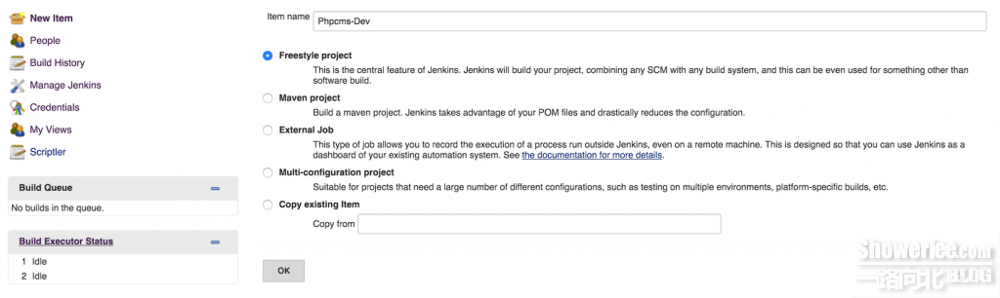 New Item
People
Build History
Manage Jenkins
Credentials
My Views
Scriptler
Build Queue
No builds in the queue.
Build Executor Status
1 Idle
2 Idle
Item name Phpcms-Dev
Freestyle project
This is the central feature of Jenkins. Jenkins will build your project, combining any SCM with any build system, and this can be even used for something other than
software build.
Maven project
Build a maven project. Jenkins takes advantage of your POM files and drastically reduces the configuration.
External Job
This type of job allows you to record the execution of a process run outside Jenkins, even on a remote machine. This is designed so that you can use Jenkins as a
dashboard of your existing automation system. See the documentation for more details.
Multi-configuration project
Suitable for projects that need a large number of different configurations, such as testing on multiple environments, platform-specific builds, etc.
Copy existing Item
Copy from
OK
Showerlee.com
一路向北BLOG